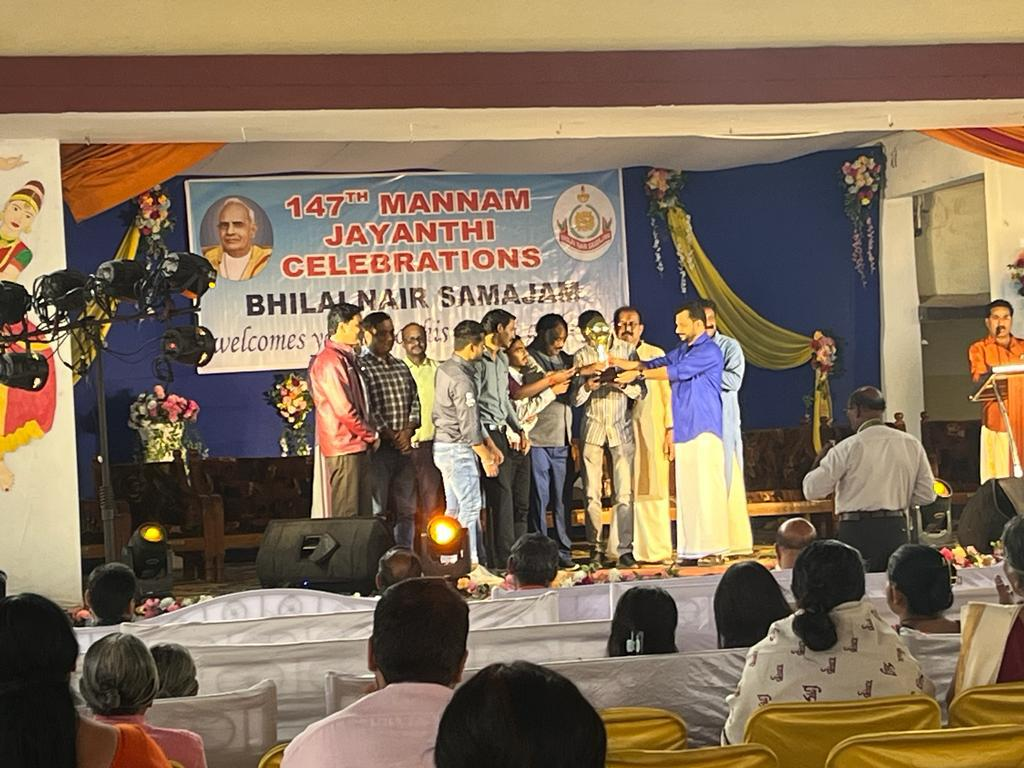 147TH MANNAM
JAYANTHI
CELEBRATIONS
BHILAI NAIR SAMAJAM
welcomes